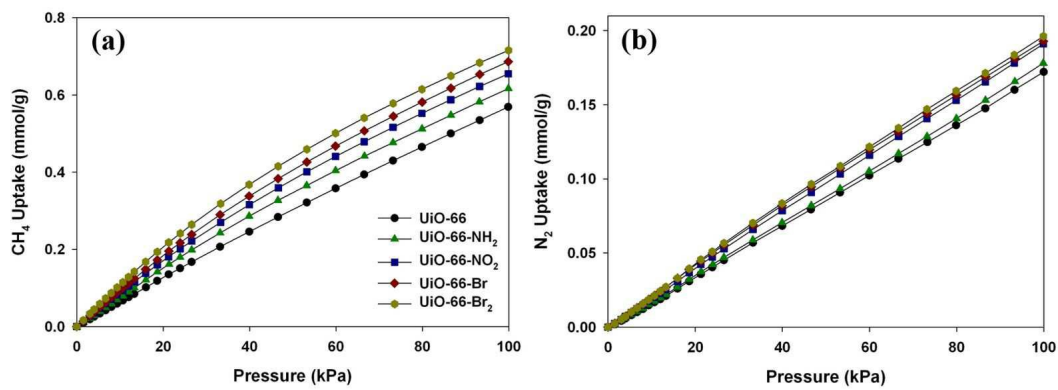 (a)
0.8
0.6
0.4
0.2
0.0
CH4 Uptake (mmol/g)
UiO-66
UiO-66-NH2
UiO-66-NO2
UiO-66-Br
UiO-66-Br2
0 20 40 60 80 100
Pressure (kPa)
(b)
0.20
0.15
0.10
0.05
0.00
N2 Uptake (mmol/g)
0 20 40 60 80 100
Pressure (kPa)